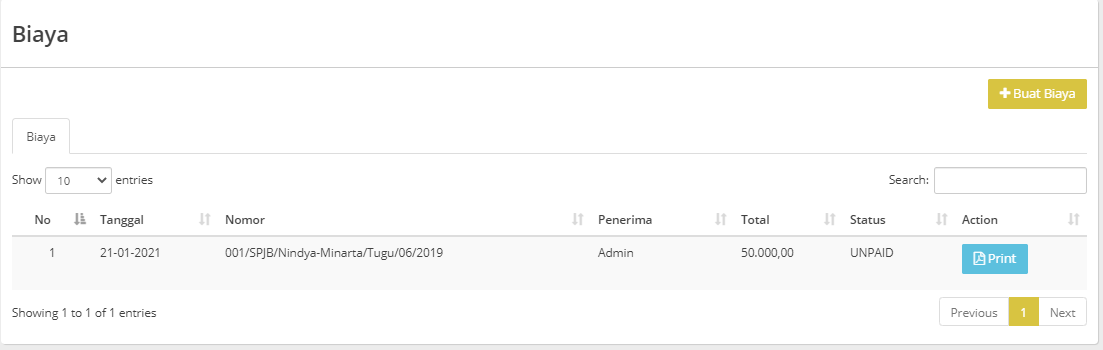 Biaya
Buat Biaya
Biaya
Show 10 entries Search:
No Tanggal Nomor Penerima Total Status Action
1 21-01-2021 001/SPJB/Nindya-Minarta/Tugu/06/2019 Admin 50.000,00 UNPAID Print
Showing 1 to 1 of 1 entries Previous 1 Next